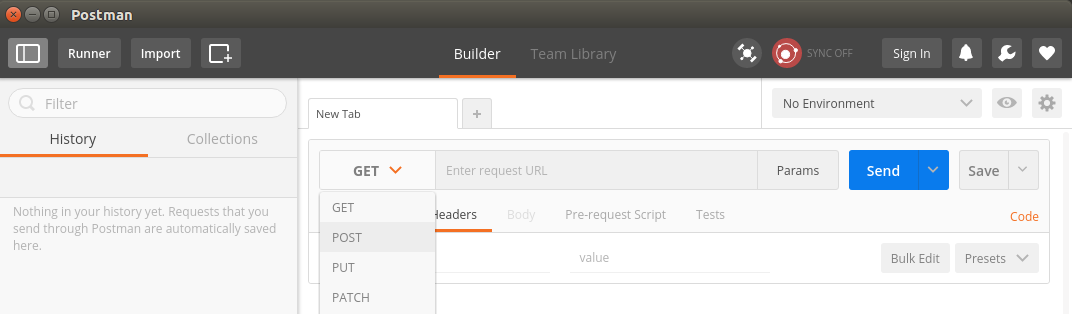 Postman
Runner
Import
Builder
Team Library
SYNC OFF
Sign In
Filter
History
Collections
Nothing in your history yet. Requests that you
send through Postman are automatically saved
here.
New Tab
No Environment
GET
Enter request URL
Params
Send
Save
GET
POST
PUT
PATCH
Headers
Body
Pre-request Script
Tests
Code
value
Bulk Edit
Presets